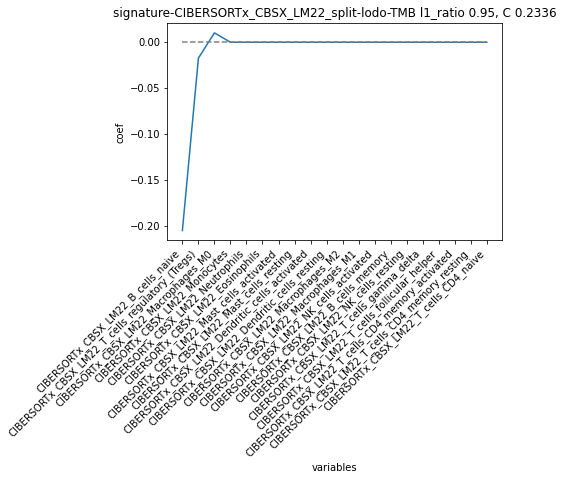 signature-CIBERSORTx_CBSX_LM22_split-lodo-TMB l1_ratio 0.95, C 0.2336
coef
0.00
−0.05
−0.10
−0.15
−0.20
CIBERSORTx_CBSX_LM22_B_cells_naive
CIBERSORTx_CBSX_LM22_T_cells_regulatory_(Tregs)
CIBERSORTx_CBSX_LM22_Macrophages_M0
CIBERSORTx_CBSX_LM22_Monocytes
CIBERSORTx_CBSX_LM22_Neutrophils
CIBERSORTx_CBSX_LM22_Eosinophils
CIBERSORTx_CBSX_LM22_Mast_cells_activated
CIBERSORTx_CBSX_LM22_Mast_cells_resting
CIBERSORTx_CBSX_LM22_Dendritic_cells_activated
CIBERSORTx_CBSX_LM22_Dendritic_cells_resting
CIBERSORTx_CBSX_LM22_Macrophages_M2
CIBERSORTx_CBSX_LM22_Macrophages_M1
CIBERSORTx_CBSX_LM22_NK_cells_activated
CIBERSORTx_CBSX_LM22_B_cells_memory
CIBERSORTx_CBSX_LM22_NK_cells_resting
CIBERSORTx_CBSX_LM22_T_cells_gamma_delta
CIBERSORTx_CBSX_LM22_T_cells_follicular_helper
CIBERSORTx_CBSX_LM22_T_cells_CD4_memory_activated
CIBERSORTx_CBSX_LM22_T_cells_CD4_memory_resting
CIBERSORTx_CBSX_LM22_T_cells_CD4_naive
variables